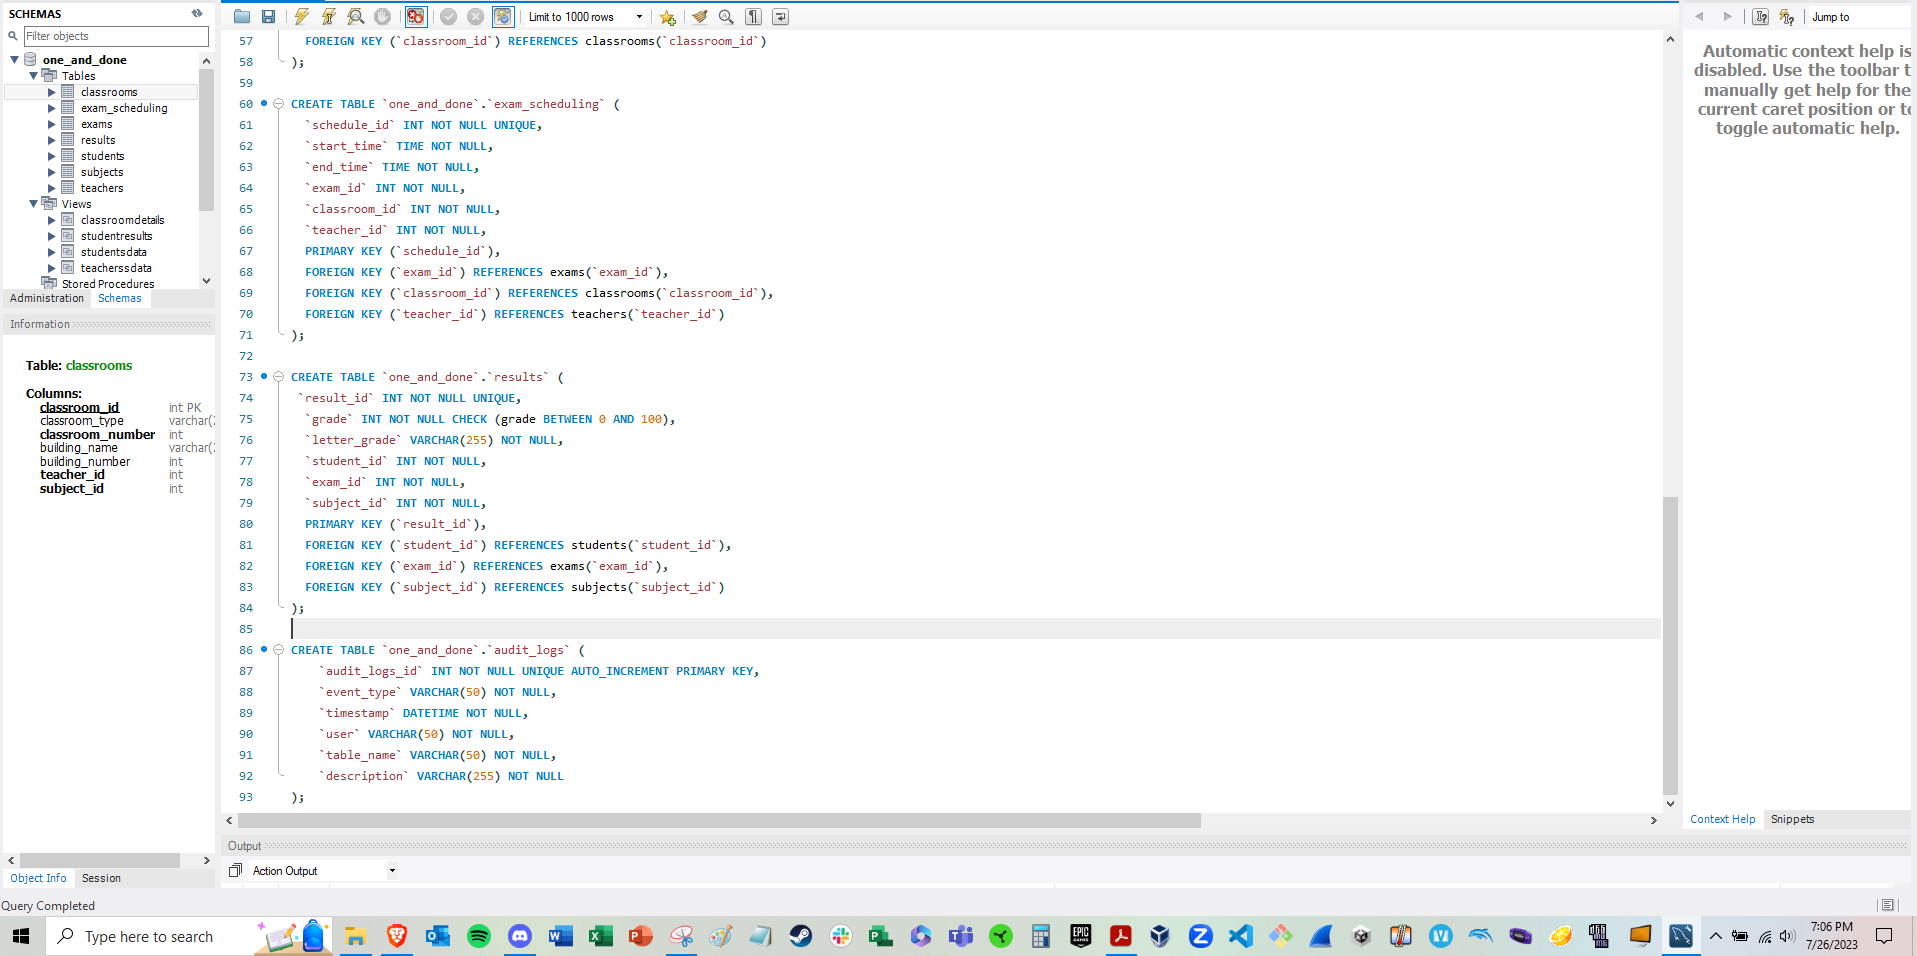 SCHEMAS
Filter objects
one_and_done
Tables
classrooms
exam_scheduling
exams
results
students
subjects
teachers
Views
classroomdetails
studentresults
studentsdata
teacherssdata
Stored Procedures
Administration Schemas
Information
Table: classrooms
Columns:
classroom_id int PK
classroom_type varchar(2
classroom_number int
building_name varchar(2
building_number int
teacher_id int
subject_id int
Object Info Session
Query Completed
Limit to 1000 rows
57 FOREIGN KEY (`classroom_id`) REFERENCES classrooms(`classroom_id`)
58 );
59
60 CREATE TABLE `one_and_done`.`exam_scheduling` (
61 `schedule_id` INT NOT NULL UNIQUE,
62 `start_time` TIME NOT NULL,
63 `end_time` TIME NOT NULL,
64 `exam_id` INT NOT NULL,
65 `classroom_id` INT NOT NULL,
66 `teacher_id` INT NOT NULL,
67 PRIMARY KEY (`schedule_id`),
68 FOREIGN KEY (`exam_id`) REFERENCES exams(`exam_id`),
69 FOREIGN KEY (`classroom_id`) REFERENCES classrooms(`classroom_id`),
70 FOREIGN KEY (`teacher_id`) REFERENCES teachers(`teacher_id`)
71 );
72
73 CREATE TABLE `one_and_done`.`results` (
74 `result_id` INT NOT NULL UNIQUE,
75 `grade` INT NOT NULL CHECK (grade BETWEEN 0 AND 100),
76 `letter_grade` VARCHAR(255) NOT NULL,
77 `student_id` INT NOT NULL,
78 `exam_id` INT NOT NULL,
79 `subject_id` INT NOT NULL,
80 PRIMARY KEY (`result_id`),
81 FOREIGN KEY (`student_id`) REFERENCES students(`student_id`),
82 FOREIGN KEY (`exam_id`) REFERENCES exams(`exam_id`),
83 FOREIGN KEY (`subject_id`) REFERENCES subjects(`subject_id`)
84 );
85
86 CREATE TABLE `one_and_done`.`audit_logs` (
87 `audit_logs_id` INT NOT NULL UNIQUE AUTO_INCREMENT PRIMARY KEY,
88 `event_type` VARCHAR(50) NOT NULL,
89 `timestamp` DATETIME NOT NULL,
90 `user` VARCHAR(50) NOT NULL,
91 `table_name` VARCHAR(50) NOT NULL,
92 `description` VARCHAR(255) NOT NULL
93 );
Output
Action Output
Jump to
Automatic context help is
disabled. Use the toolbar t
manually get help for the
current caret position or to
toggle automatic help.
Context Help Snippets
Type here to search
EPIC
GAMES
7:06 PM
7/26/2023